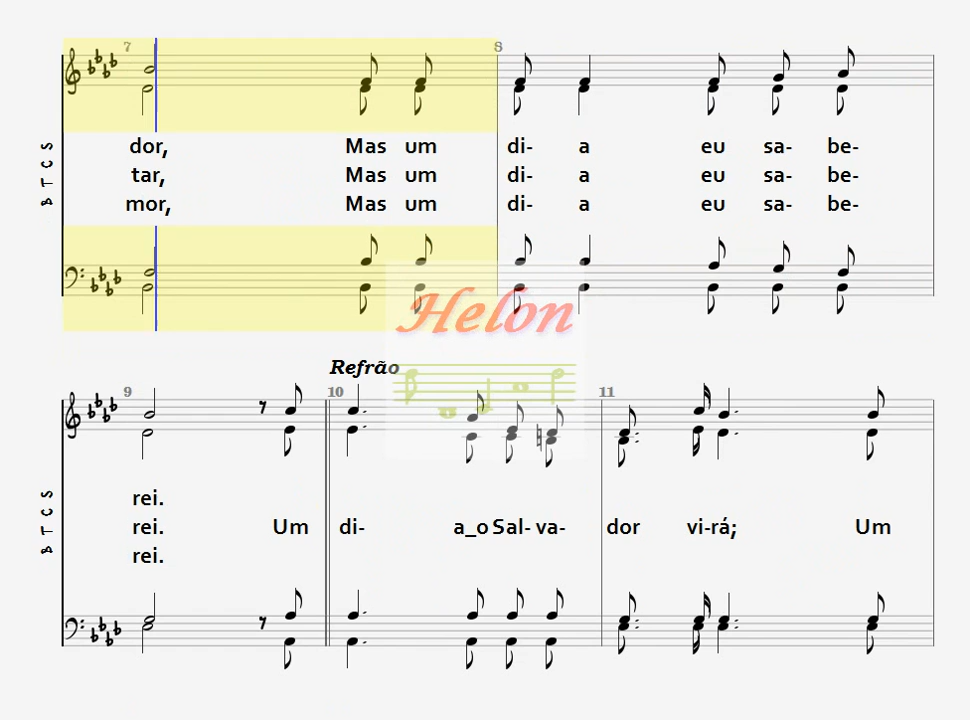 7 8
dor, Mas um di- a eu sa- be-
tar, Mas um di- a eu sa- be-
mor, Mas um di- a eu sa- be-
B T C S
Helon
Refrão
9 10 11
rei.
rei. Um di- a_o Sal- va- dor vi-rá; Um
rei.
B T C S